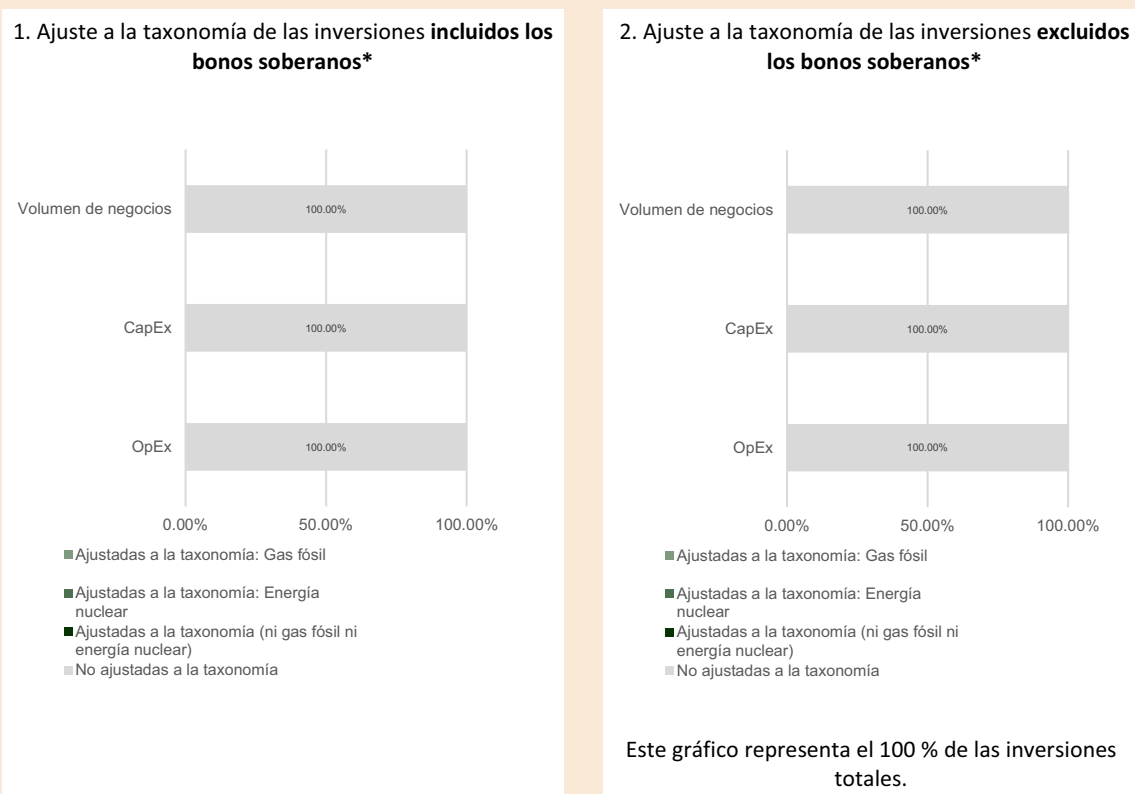 1. Ajuste a la taxonomía de las inversiones incluidos los
bonos soberanos*
Volumen de negocios
100.00%
CapEx
100.00%
OpEx
100.00%
0.00%
50.00%
100.00%
Ajustadas a la taxonomía: Gas fósil
Ajustadas a la taxonomía: Energía
nuclear
Ajustadas a la taxonomía (ni gas fósil ni
energía nuclear)
No ajustadas a la taxonomía
2. Ajuste a la taxonomía de las inversiones excluidos
los bonos soberanos*
Volumen de negocios
100.00%
CapEx
100.00%
OpEx
100.00%
0.00%
50.00%
100.00%
Ajustadas a la taxonomía: Gas fósil
Ajustadas a la taxonomía: Energía
nuclear
Ajustadas a la taxonomía (ni gas fósil ni
energía nuclear)
No ajustadas a la taxonomía
Este gráfico representa el 100 % de las inversiones
totales.